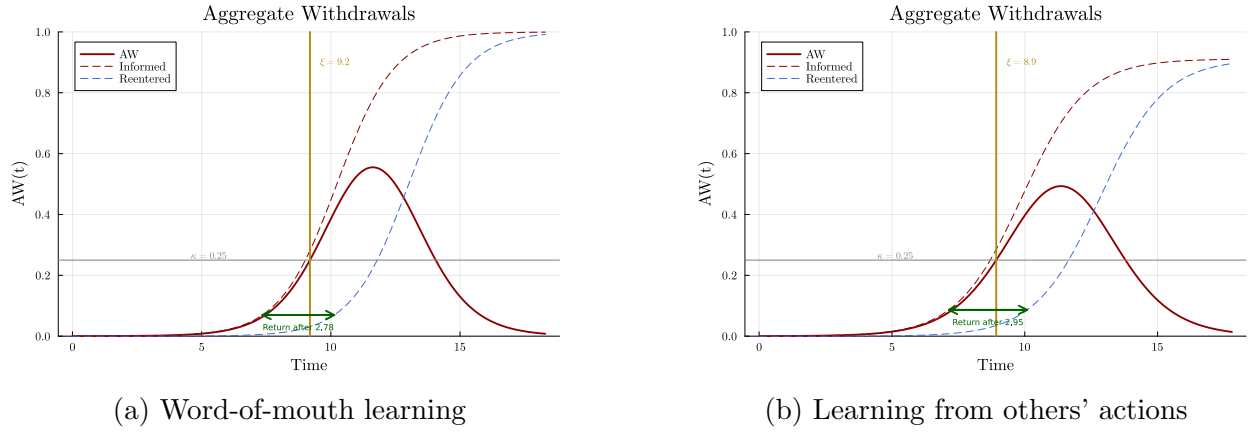 Aggregate Withdrawals
AW(t)
1.0
0.8
0.6
0.4
0.2
0.0
AW
Informed
Reentered
ξ = 9.2
κ = 0.25
Return after 2,78
0
5
10
15
Time
(a) Word-of-mouth learning
Aggregate Withdrawals
AW(t)
1.0
0.8
0.6
0.4
0.2
0.0
AW
Informed
Reentered
ξ = 8.9
κ = 0.25
Return after 2,95
0
5
10
15
Time
(b) Learning from others' actions